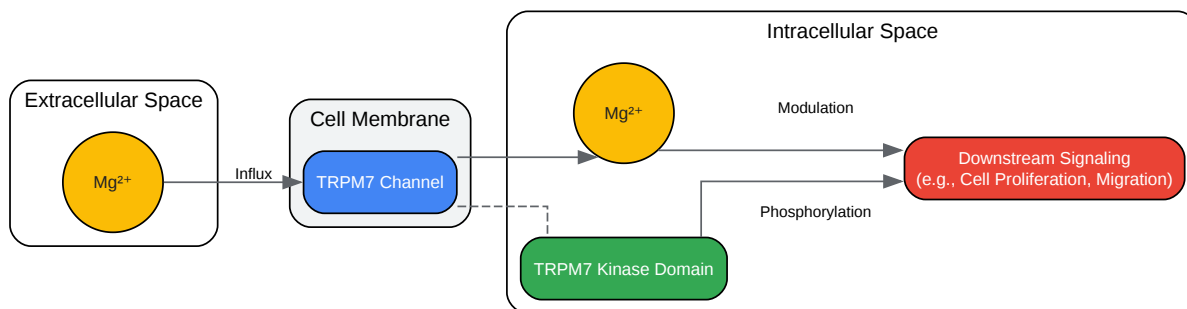 Intracellular Space
Extracellular Space
Cell Membrane
Mg²⁺
Modulation
Mg²⁺
Influx
TRPM7 Channel
Downstream Signaling
(e.g., Cell Proliferation, Migration)
Phosphorylation
TRPM7 Kinase Domain